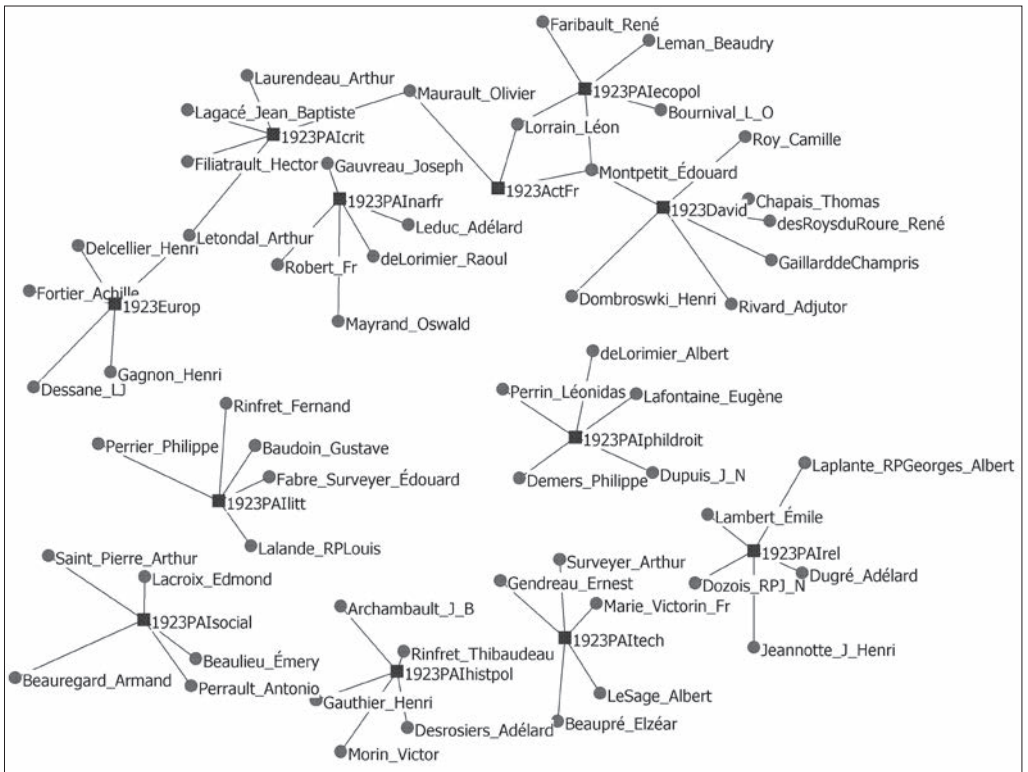 Faribault_René
Leman_Beaudry
Laurendeau_Arthur
Maurault_Olivier
1923PAIecopol
Lagacé_Jean_Baptiste
Bournival_L_O
1923PAIcrit
Lorrain_Léon
Roy_Camille
Filiatrault_Hector
Gauvreau_Joseph
Montpetit_Édouard
1923ActFr
1923PAInarfr
Chapais_Thomas
1923David
desRoysduRoure_René
Leduc_Adélard
Letondal_Arthur
Delcellier_Henri
deLorimier_Raoul
Robert_Fr
GaillarddeChampris
Fortier_Achille
1923Europ
Dombroswki_Henri
Rivard_Adjutor
Mayrand_Oswald
deLorimier_Albert
Gagnon_Henri
Dessane_LJ
Perrin_Léonidas
Lafontaine_Eugène
Rinfret_Fernand
1923PAIphildroit
Perrier_Philippe
Baudoin_Gustave
Laplante_RPGeorges_Albert
Fabre_Surveyer_Édouard
Demers_Philippe
Dupuis_J_N
1923PAIlitt
Lambert_Émile
Lalande_RPLouis
1923PAIrel
Saint_Pierre_Arthur
Surveyer_Arthur
Lacroix_Edmond
Gendreau_Ernest
Dozois_RPJ_N
Dugré_Adélard
Archambault_J_B
Marie_Victorin_Fr
1923PAIsocial
1923PAItech
Jeannotte_J_Henri
Rinfret_Thibaudeau
Beaulieu_Émery
1923PAIhistpol
Beauregard_Armand
Perrault_Antonio
LeSage_Albert
Gauthier_Henri
Beaupré_Elzéar
Desrosiers_Adélard
Morin_Victor